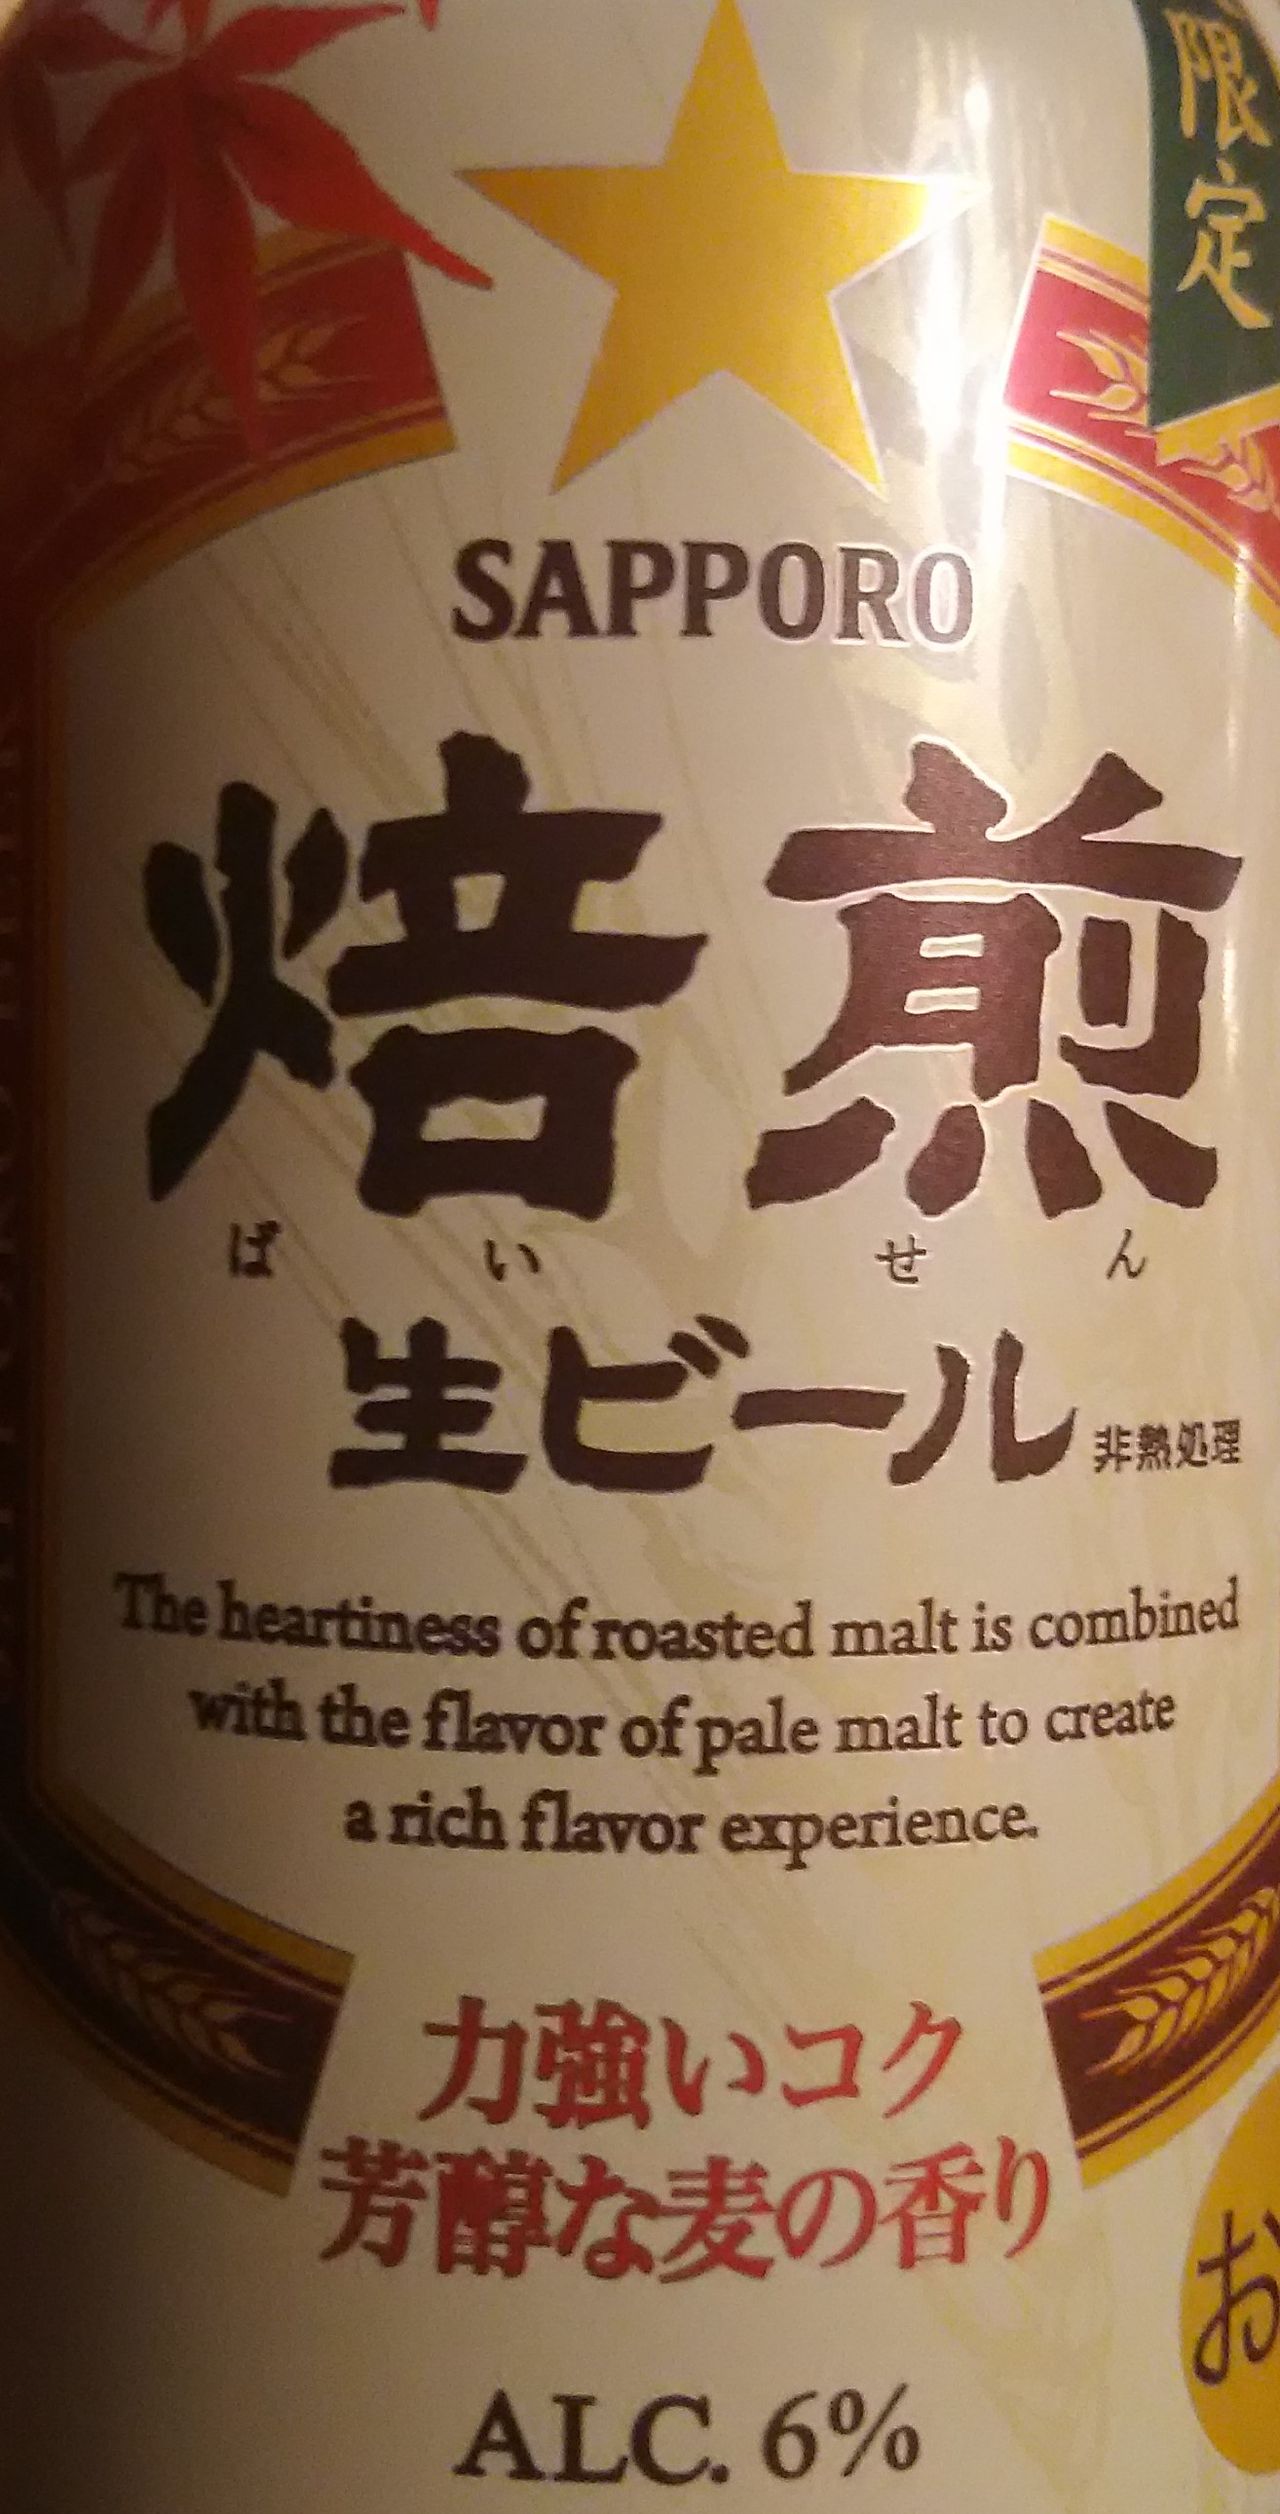 限定
SAPPORO
焙煎
ばいせん
生ビール 非熱処理
The heartiness of roasted malt is combined
with the flavor of pale malt to create
a rich flavor experience.
力強いコク
芳醇な麦の香り
お
ALC. 6%